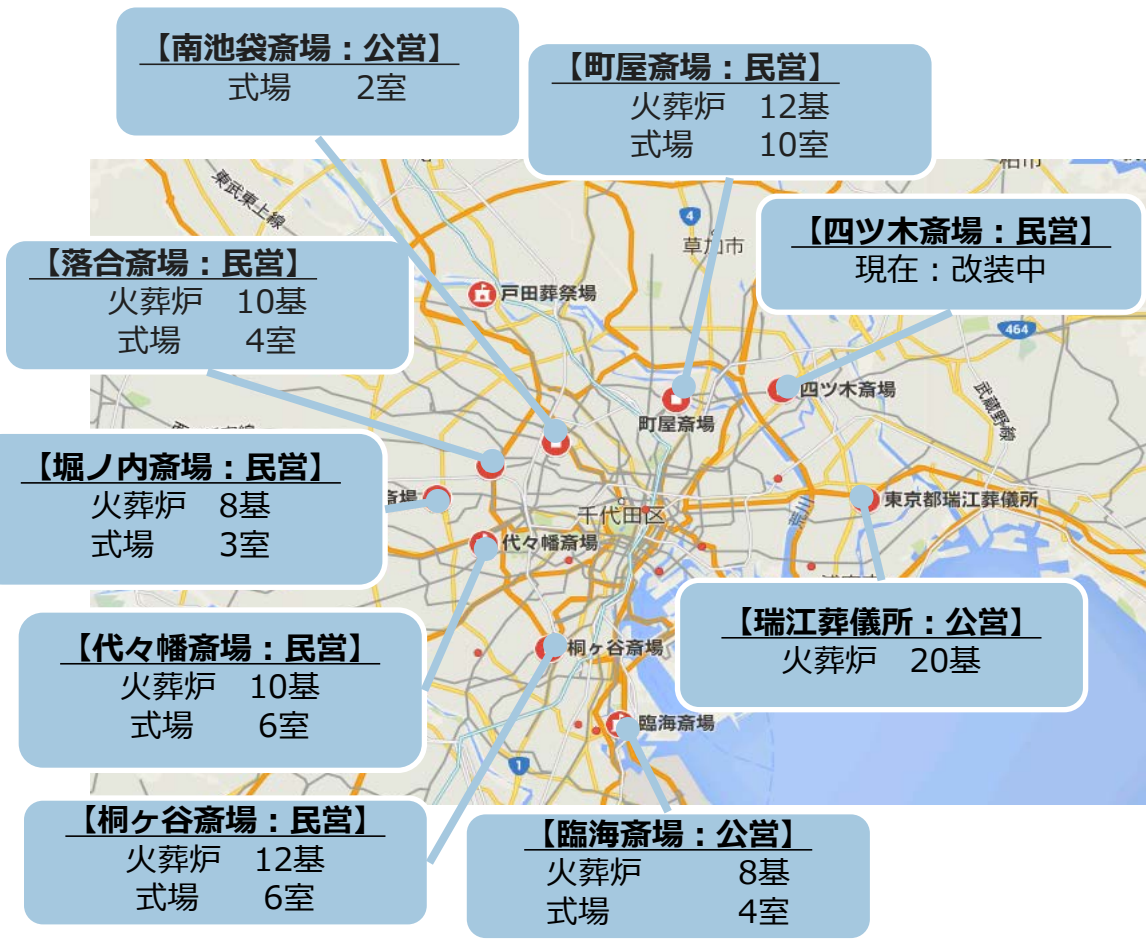 【南池袋斎場：公営】
式場　2室
【町屋斎場：民営】
火葬炉　12基
式場　10室
【四ツ木斎場：民営】
現在：改装中
【落合斎場：民営】
火葬炉　10基
式場　4室
【堀ノ内斎場：民営】
火葬炉　8基
式場　3室
【代々幡斎場：民営】
火葬炉　10基
式場　6室
【桐ヶ谷斎場：民営】
火葬炉　12基
式場　6室
【臨海斎場：公営】
火葬炉　8基
式場　4室
【瑞江葬儀所：公営】
火葬炉　20基
東武東上線
4
草加市
戸田葬祭場
464
四ツ木斎場
町屋斎場
武蔵野線
斎場
千代田区
荒川
東京都瑞江葬儀所
代々幡斎場
桐ヶ谷斎場
臨海斎場
1